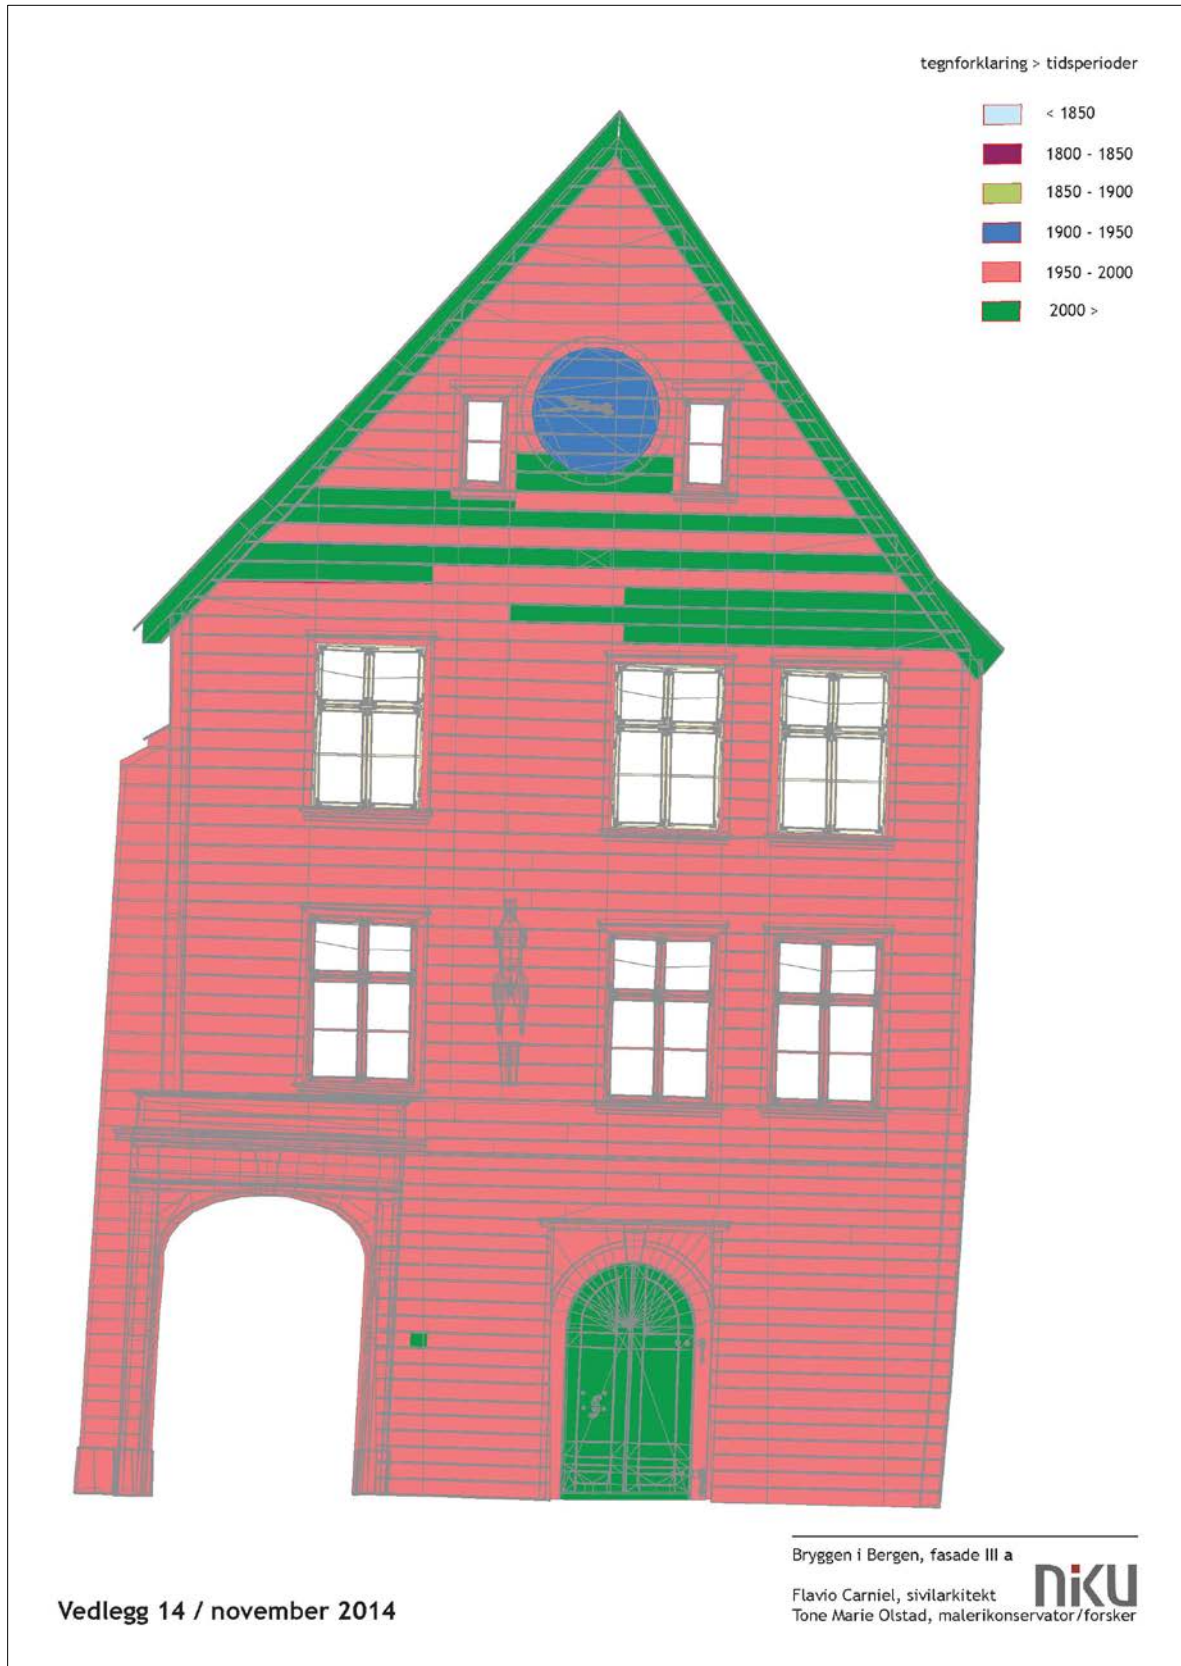 tegnforklaring > tidsperioder
< 1850
1800 - 1850
1850 - 1900
1900 - 1950
1950 - 2000
2000 >
Bryggen i Bergen, fasade III a
niku
Flavio Carniel, sivilarkitekt
Tone Marie Olstad, malerikonservator/forsker
Vedlegg 14 / november 2014